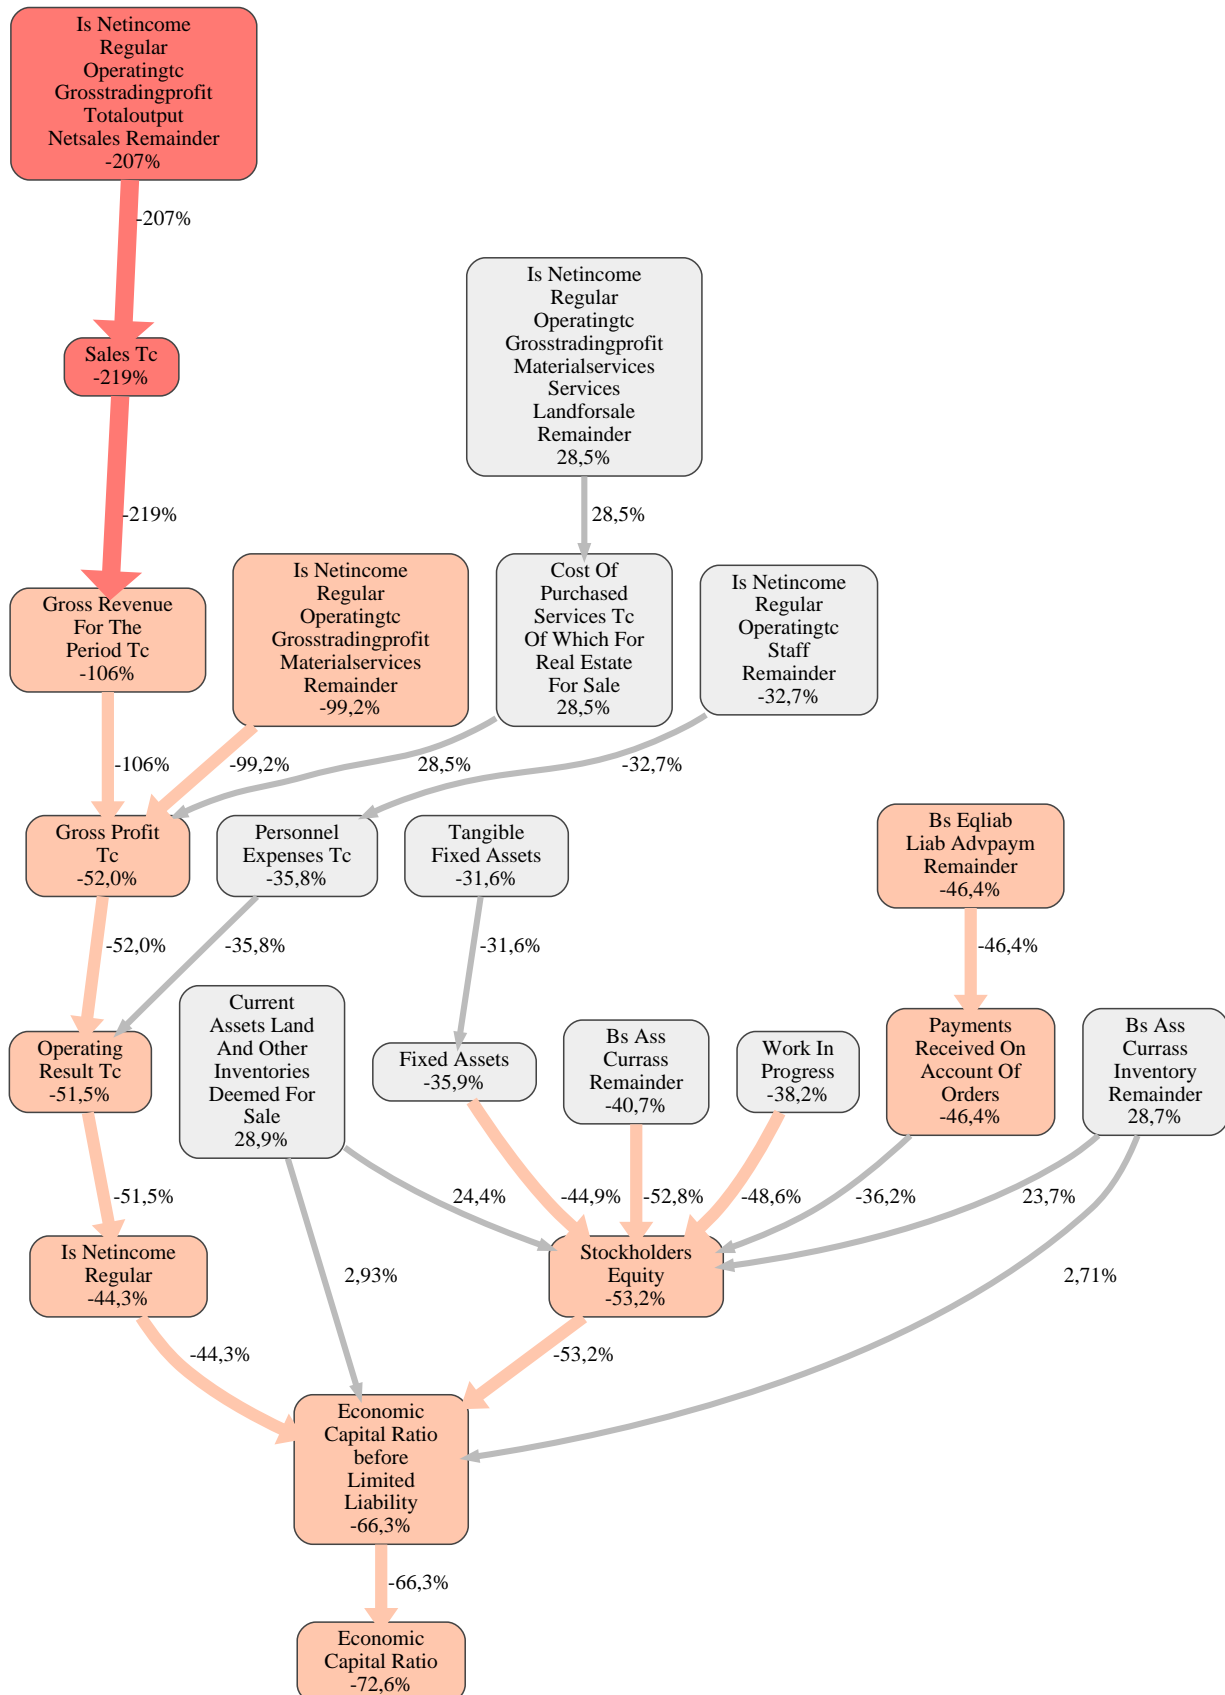 Is Netincome
Regular
Operatingtc
Grosstradingprofit
Totaloutput
Netsales Remainder
-207%
-207%
Is Netincome
Regular
Operatingtc
Grosstradingprofit
Materialservices
Services
Landforsale
Remainder
28,5%
Sales Tc
-219%
-219%
28,5%
Gross Revenue
For The
Period Tc
-106%
Is Netincome
Regular
Operatingtc
Grosstradingprofit
Materialservices
Remainder
-99,2%
Cost Of
Purchased
Services Tc
Of Which For
Real Estate
For Sale
28,5%
Is Netincome
Regular
Operatingtc
Staff
Remainder
-32,7%
-106%
-99,2%
28,5%
-32,7%
Gross Profit
Tc
-52,0%
Personnel
Expenses Tc
-35,8%
Tangible
Fixed Assets
-31,6%
Bs Eqliab
Liab Advpaym
Remainder
-46,4%
-52,0%
-35,8%
-31,6%
-46,4%
Operating
Result Tc
-51,5%
Current
Assets Land
And Other
Inventories
Deemed For
Sale
28,9%
Fixed Assets
-35,9%
Bs Ass
Currass
Remainder
-40,7%
Work In
Progress
-38,2%
Payments
Received On
Account Of
Orders
-46,4%
Bs Ass
Currass
Inventory
Remainder
28,7%
-51,5%
24,4%
-44,9%
-52,8%
-48,6%
-36,2%
23,7%
Is Netincome
Regular
-44,3%
2,93%
Stockholders
Equity
-53,2%
2,71%
-44,3%
-53,2%
Economic
Capital Ratio
before
Limited
Liability
-66,3%
-66,3%
Economic
Capital Ratio
-72,6%